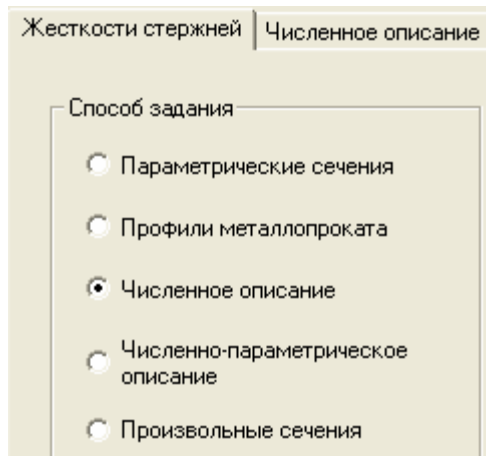 Жесткости стержней Численное описание
Способ задания
Параметрические сечения
Профили металлопроката
Численное описание
Численно-параметрическое
описание
Произвольные сечения